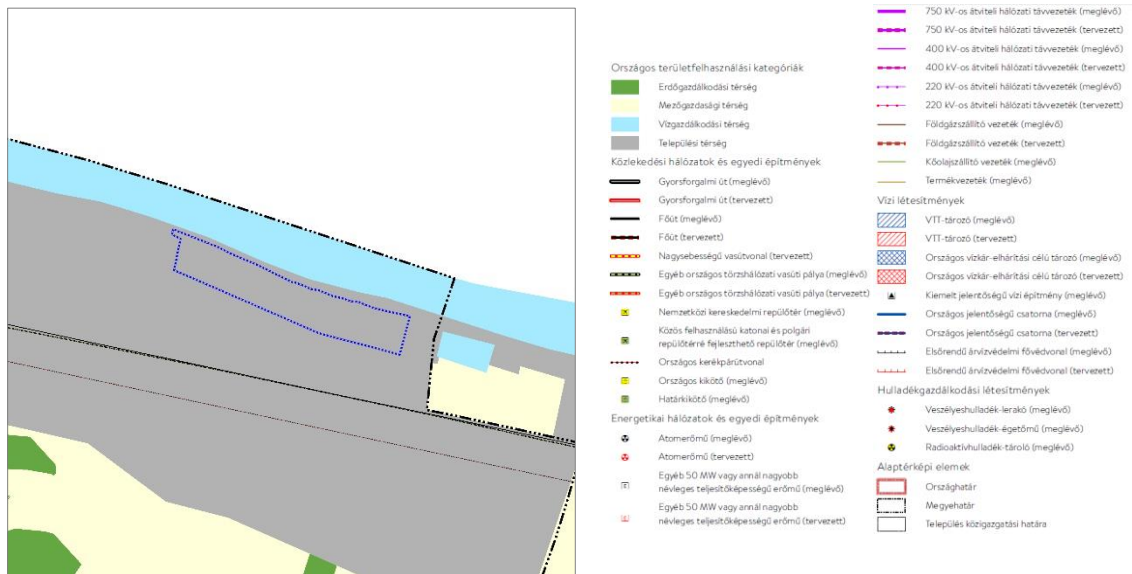 Országos területfelhasználási kategóriák
Erdőgazdálkodási térség
Mezőgazdasági térség
Vízgazdálkodási térség
Települési térség
Közlekedési hálózatok és egyedi építmények
Gyorsforgalmi út (meglévő)
Gyorsforgalmi út (tervezett)
Főút (meglévő)
Főút (tervezett)
Nagysebességű vasútvonal (tervezett)
Egyéb országos törzshálózati vasúti pálya (meglévő)
Egyéb országos törzshálózati vasúti pálya (tervezett)
Nemzetközi kereskedelmi repülőtér (meglévő)
Közös felhasználású katonai és polgári
repülőtérré fejleszthető repülőtér (meglévő)
Országos kerékpárútvonal
Országos kikötő (meglévő)
Határkikötő (meglévő)
Energetikai hálózatok és egyedi építmények
Atomerőmű (meglévő)
Atomerőmű (tervezett)
Egyéb 50 MW vagy annál nagyobb
névleges teljesítőképességű erőmű (meglévő)
Egyéb 50 MW vagy annál nagyobb
névleges teljesítőképességű erőmű (tervezett)
750 kV-os átviteli hálózati távvezeték (meglévő)
750 kV-os átviteli hálózati távvezeték (tervezett)
400 kV-os átviteli hálózati távvezeték (meglévő)
400 kV-os átviteli hálózati távvezeték (tervezett)
220 kV-os átviteli hálózati távvezeték (meglévő)
220 kV-os átviteli hálózati távvezeték (tervezett)
Földgázszállító vezeték (meglévő)
Földgázszállító vezeték (tervezett)
Kőolajszállító vezeték (meglévő)
Termékvezeték (meglévő)
Vízi létesítmények
VTT-tározó (meglévő)
VTT-tározó (tervezett)
Országos vízkár-elhárítási célú tározó (meglévő)
Országos vízkár-elhárítási célú tározó (tervezett)
Kiemelt jelentőségű vízi építmény (meglévő)
Országos jelentőségű csatorna (meglévő)
Országos jelentőségű csatorna (tervezett)
Elsőrendű árvízvédelmi fővédvonal (meglévő)
Elsőrendű árvízvédelmi fővédvonal (tervezett)
Hulladékgazdálkodási létesítmények
Veszélyeshulladék-lerakó (meglévő)
Veszélyeshulladék-égetőmű (meglévő)
Radioaktívhulladék-tároló (meglévő)
Alaptérképi elemek
Országhatár
Megyehatár
Település közigazgatási határa